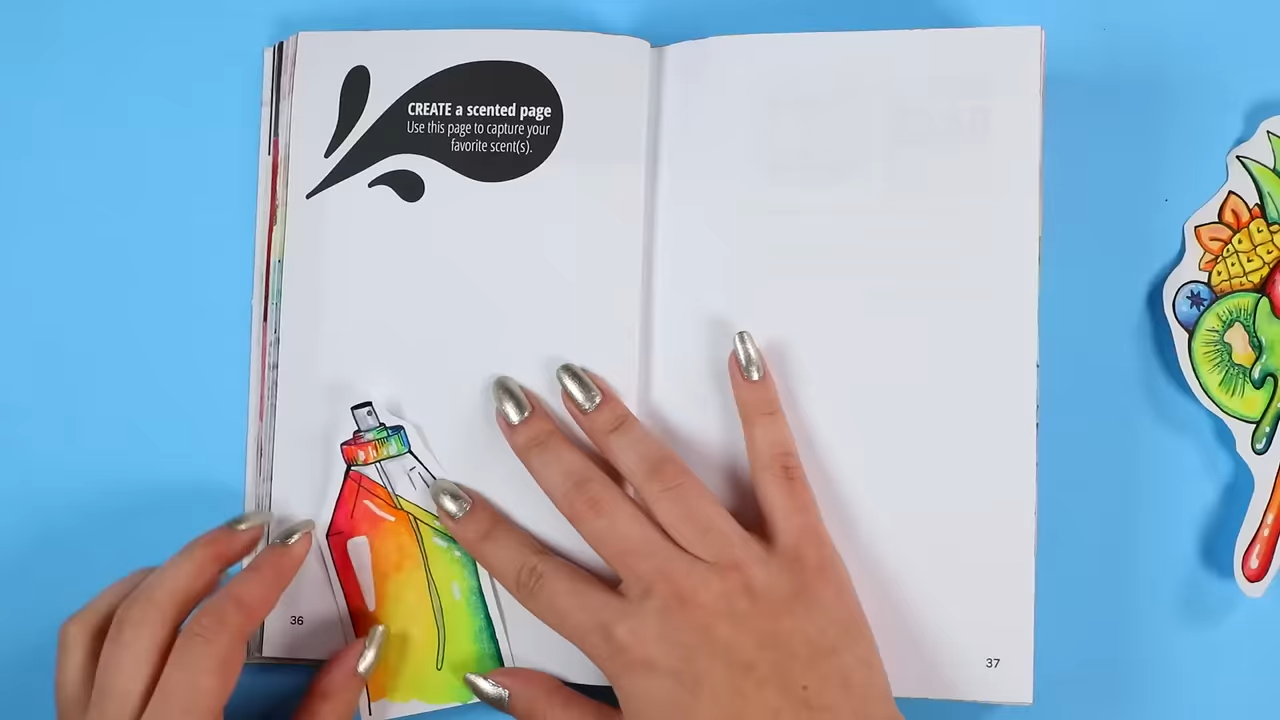 CREATE a scented page
Use this page to capture your
favorite scent(s).
36
37